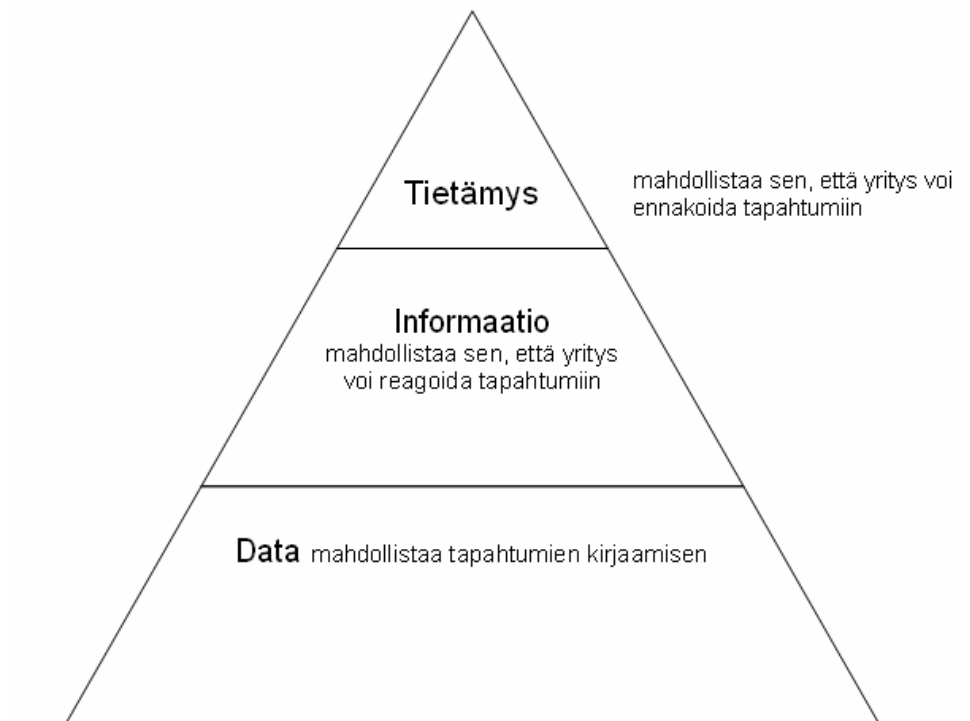 Tietämys
mahdollistaa sen, että yritys voi
ennakoida tapahtumiin
Informaatio
mahdollistaa sen, että yritys
voi reagoida tapahtumiin
Data mahdollistaa tapahtumien kirjaamisen